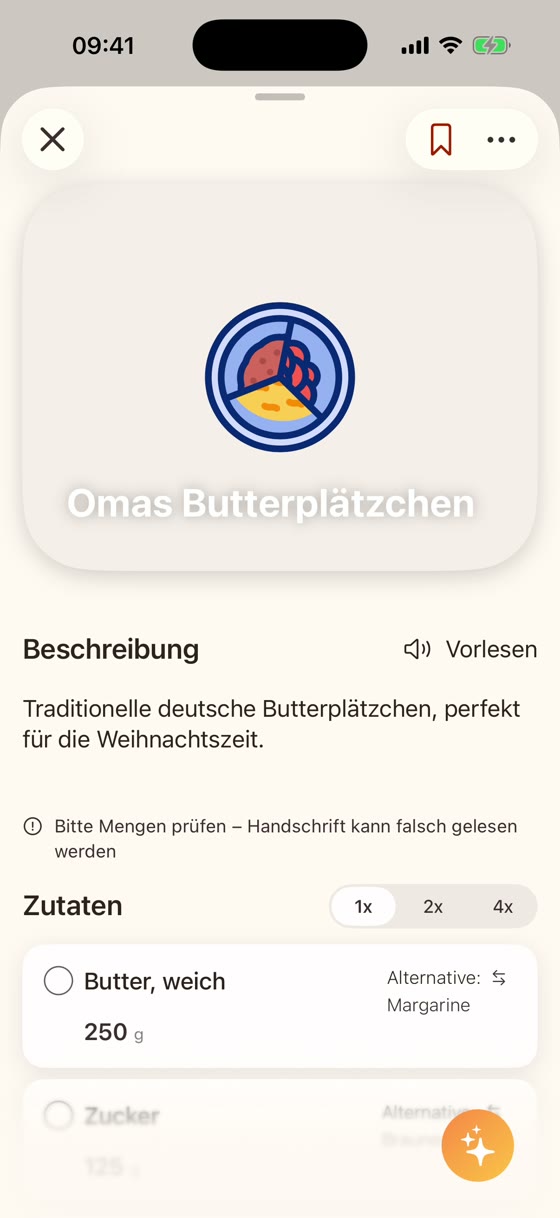 09:41
Omas Butterplätzchen
Beschreibung
Vorlesen
Traditionelle deutsche Butterplätzchen, perfekt
für die Weihnachtszeit.
Bitte Mengen prüfen – Handschrift kann falsch gelesen
werden
Zutaten
1x 2x 4x
Butter, weich
Alternative:
Margarine
250 g
Zucker
125